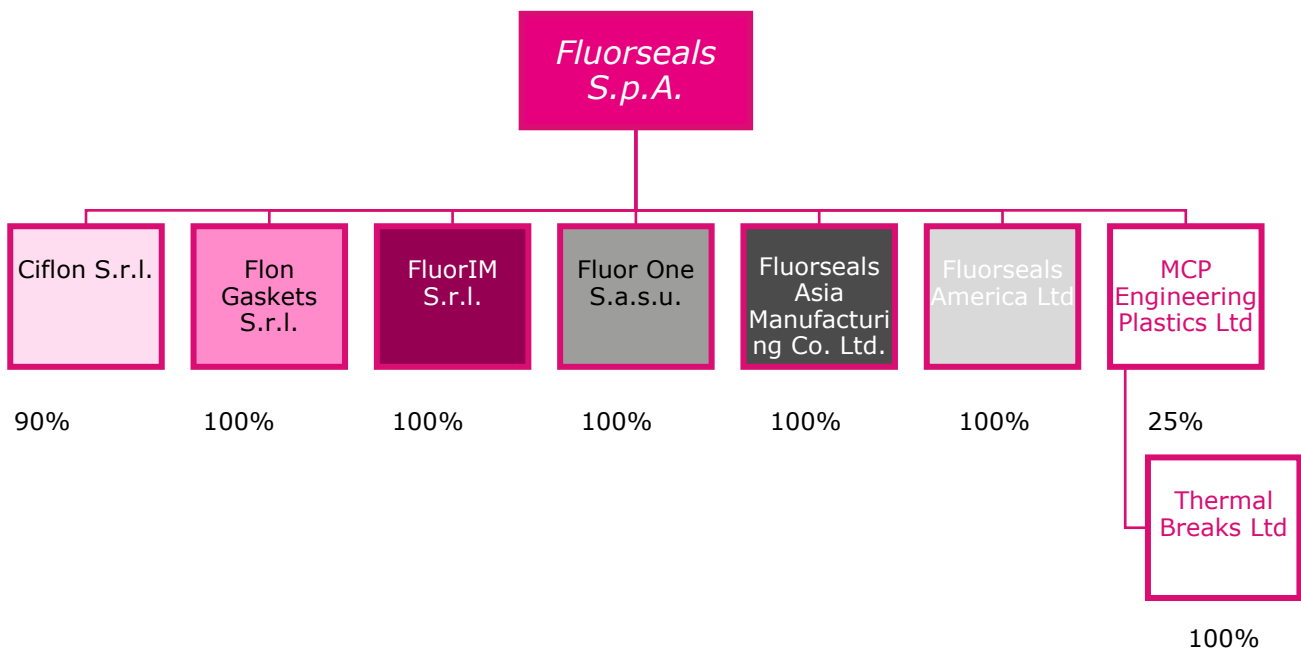 Fluorseals
S.p.A.
Ciflon S.r.l.
Flon
Gaskets
S.r.l.
FluorIM
S.r.l.
Fluor One
S.a.s.u.
Fluorseals
Asia
Manufacturi
ng Co. Ltd.
Fluorseals
America Ltd
MCP
Engineering
Plastics Ltd
90%
100%
100%
100%
100%
100%
25%
Thermal
Breaks Ltd
100%